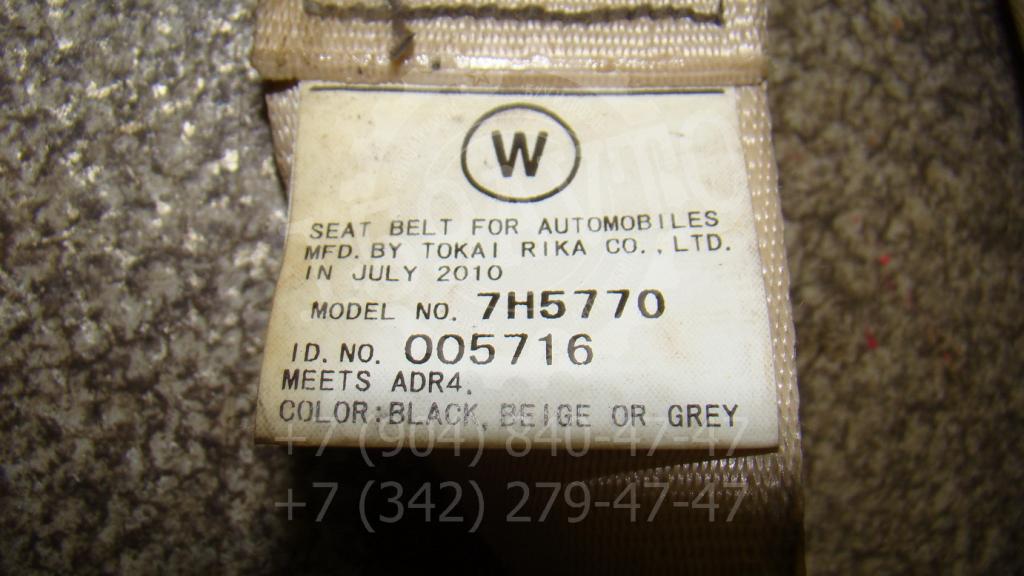 W
SEAT BELT FOR AUTOMOBILES
MFD. BY TOKAI RIKA CO., LTD.
IN JULY 2010
MODEL NO. 7H5770
ID. NO. 005716
MEETS ADR4.
COLOR:BLACK, BEIGE OR GREY
+7 (904) 840-47-47
+7 (342) 279-47-47